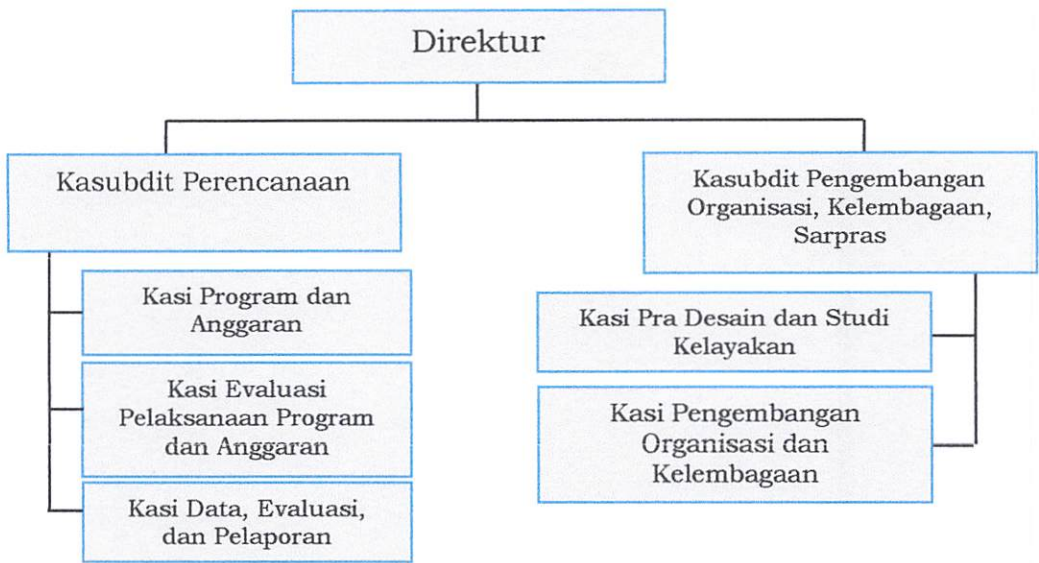 Direktur
Kasubdit Perencanaan
Kasi Program dan
Anggaran
Kasi Evaluasi
Pelaksanaan Program
dan Anggaran
Kasi Data, Evaluasi,
dan Pelaporan
Kasubdit Pengembangan
Organisasi, Kelembagaan,
Sarpras
Kasi Pra Desain dan Studi
Kelayakan
Kasi Pengembangan
Organisasi dan
Kelembagaan